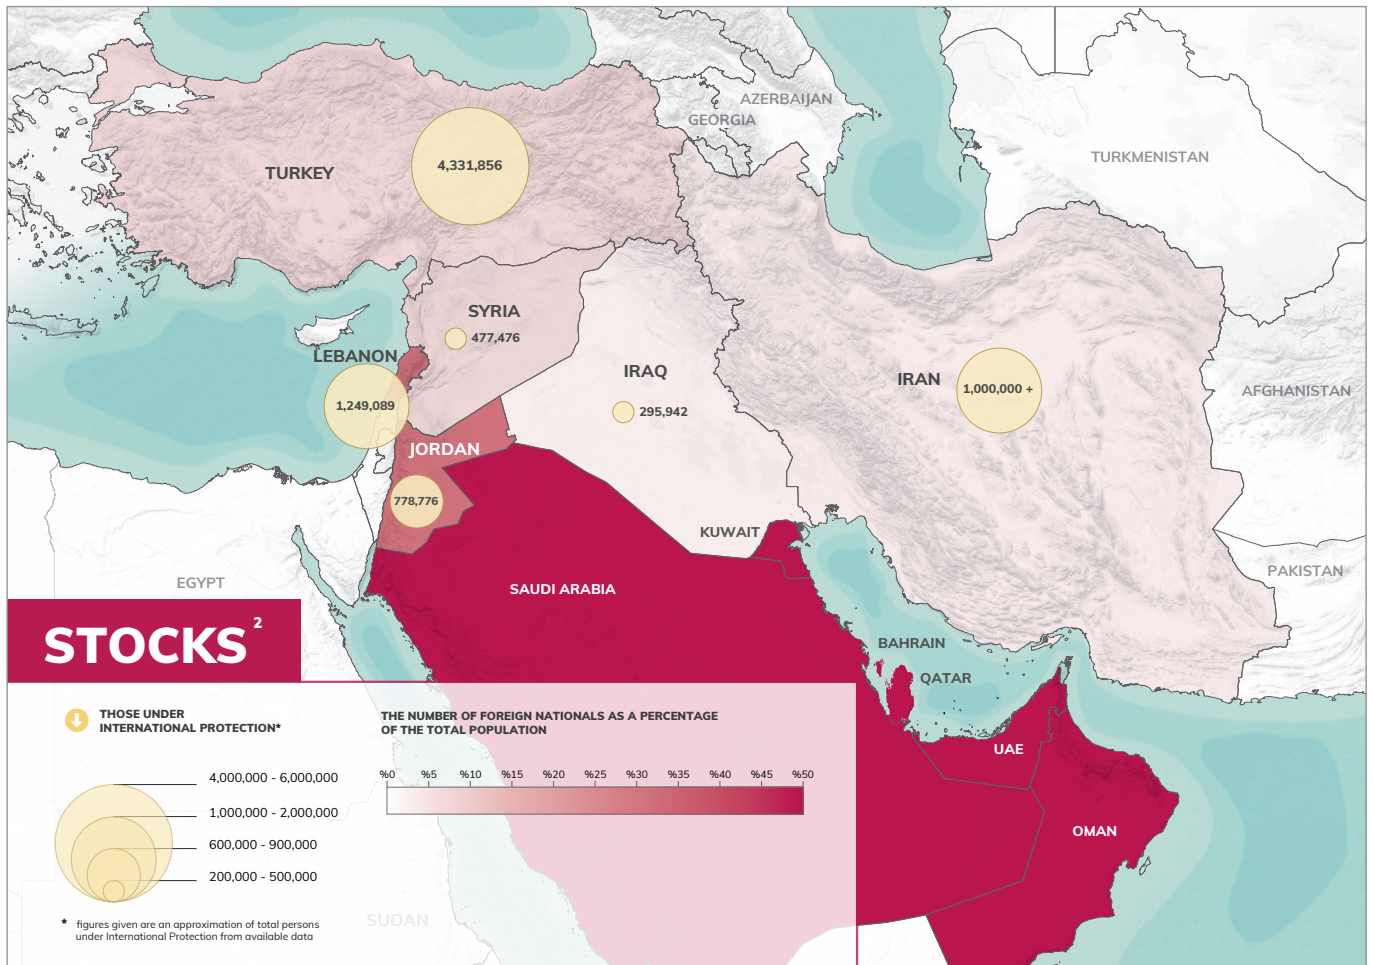 AZERBAIJAN
GEORGIA
TURKMENISTAN
TURKEY
4,331,856
SYRIA
477,476
LEBANON
1,249,089
IRAQ
295,942
IRAN
1,000,000 +
AFGHANISTAN
JORDAN
778,776
KUWAIT
EGYPT
SAUDI ARABIA
PAKISTAN
BAHRAIN
QATAR
UAE
OMAN
SUDAN
STOCKS 2
THOSE UNDER
INTERNATIONAL PROTECTION*
4,000,000 - 6,000,000
1,000,000 - 2,000,000
600,000 - 900,000
200,000 - 500,000
* figures given are an approximation of total persons
under International Protection from available data
THE NUMBER OF FOREIGN NATIONALS AS A PERCENTAGE
OF THE TOTAL POPULATION
%0 %5 %10 %15 %20 %25 %30 %35 %40 %45 %50